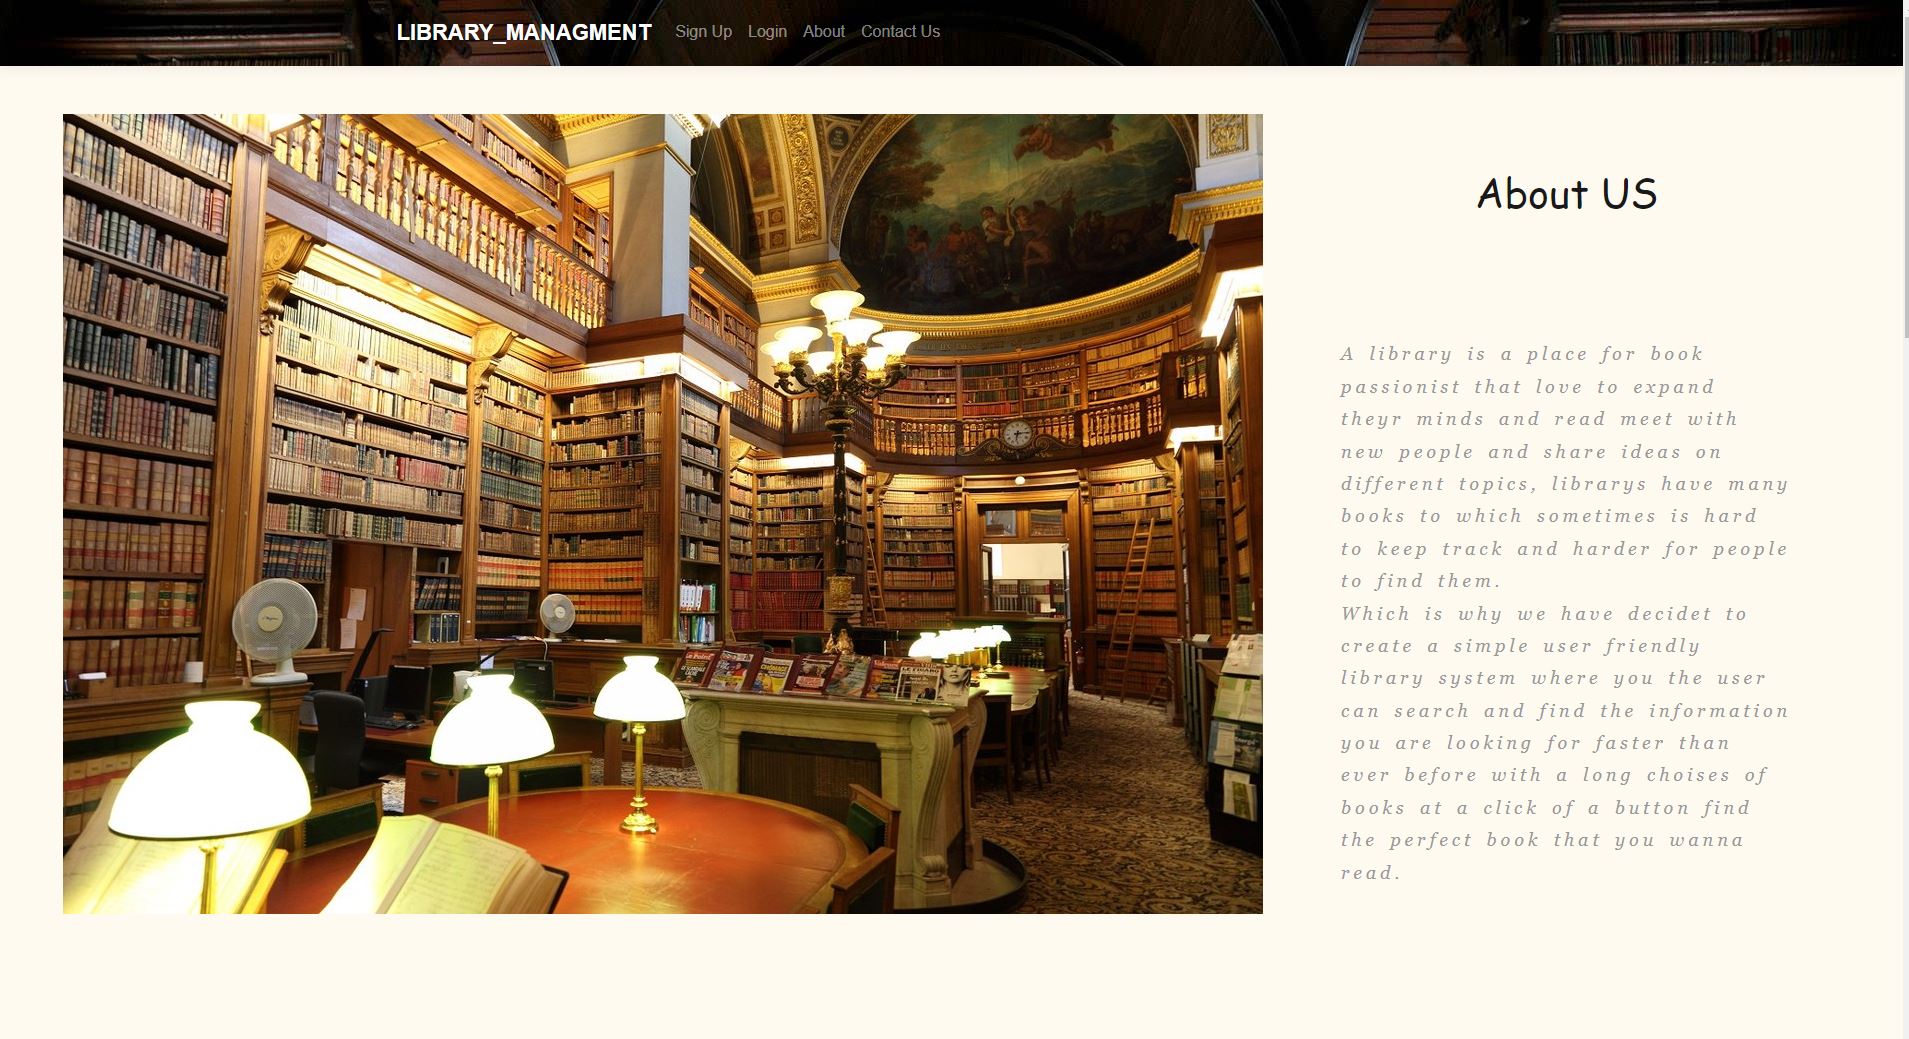 LIBRARY_MANAGMENT Sign Up Login About Contact Us
About US
A library is a place for book
passionist that love to expand
theyr minds and read meet with
new people and share ideas on
different topics, librarys have many
books to which sometimes is hard
to keep track and harder for people
to find them.
Which is why we have decidet to
create a simple user friendly
library system where you the user
can search and find the information
you are looking for faster than
ever before with a long choises of
books at a click of a button find
the perfect book that you wanna
read.